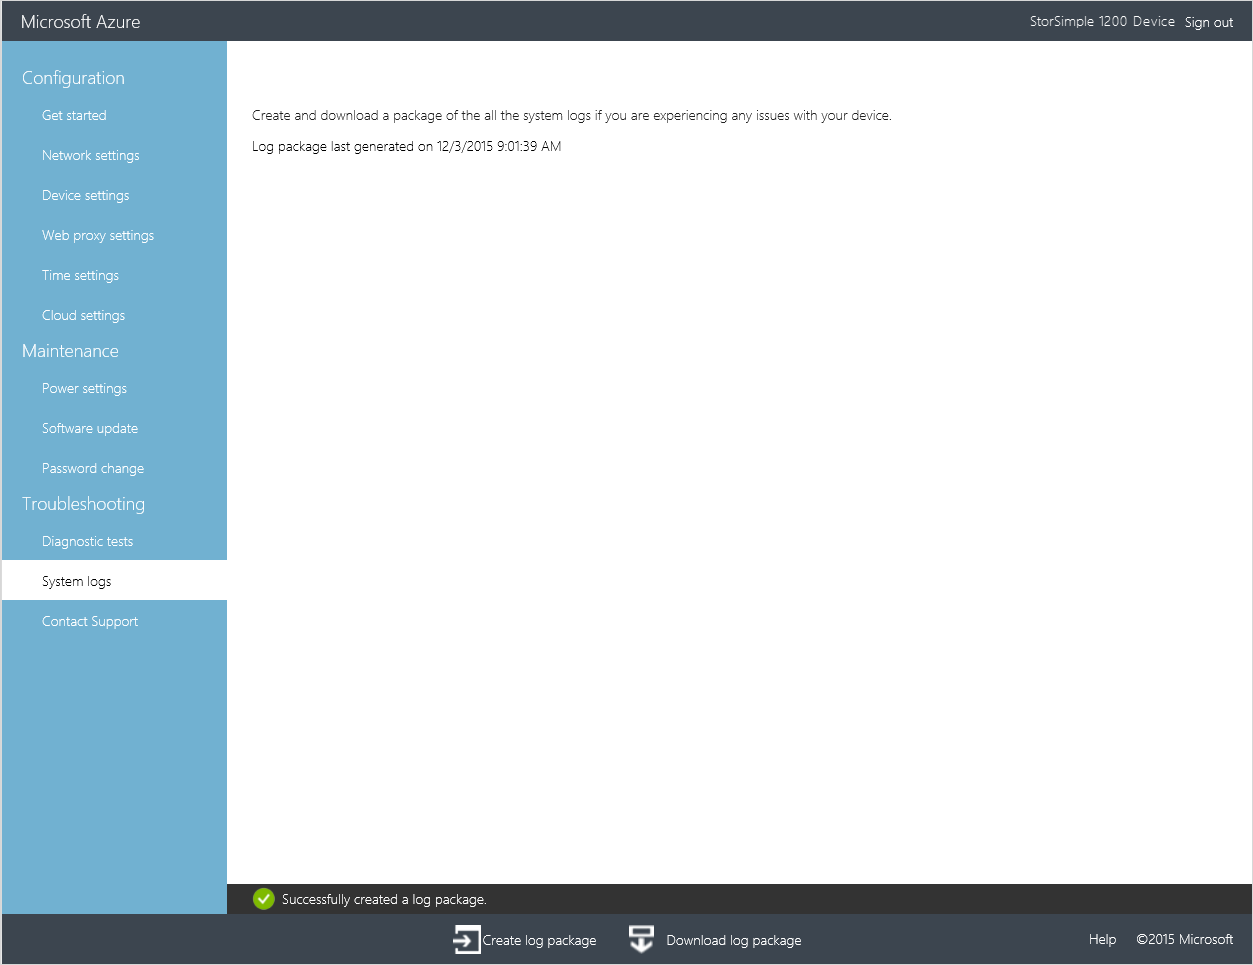 Microsoft Azure
StorSimple 1200 Device Sign out
Configuration
Get started
Network settings
Device settings
Web proxy settings
Time settings
Cloud settings
Maintenance
Power settings
Software update
Password change
Troubleshooting
Diagnostic tests
System logs
Contact Support
Create and download a package of the all the system logs if you are experiencing any issues with your device.
Log package last generated on 12/3/2015 9:01:39 AM
Successfully created a log package.
Create log package
Download log package
Help
©2015 Microsoft